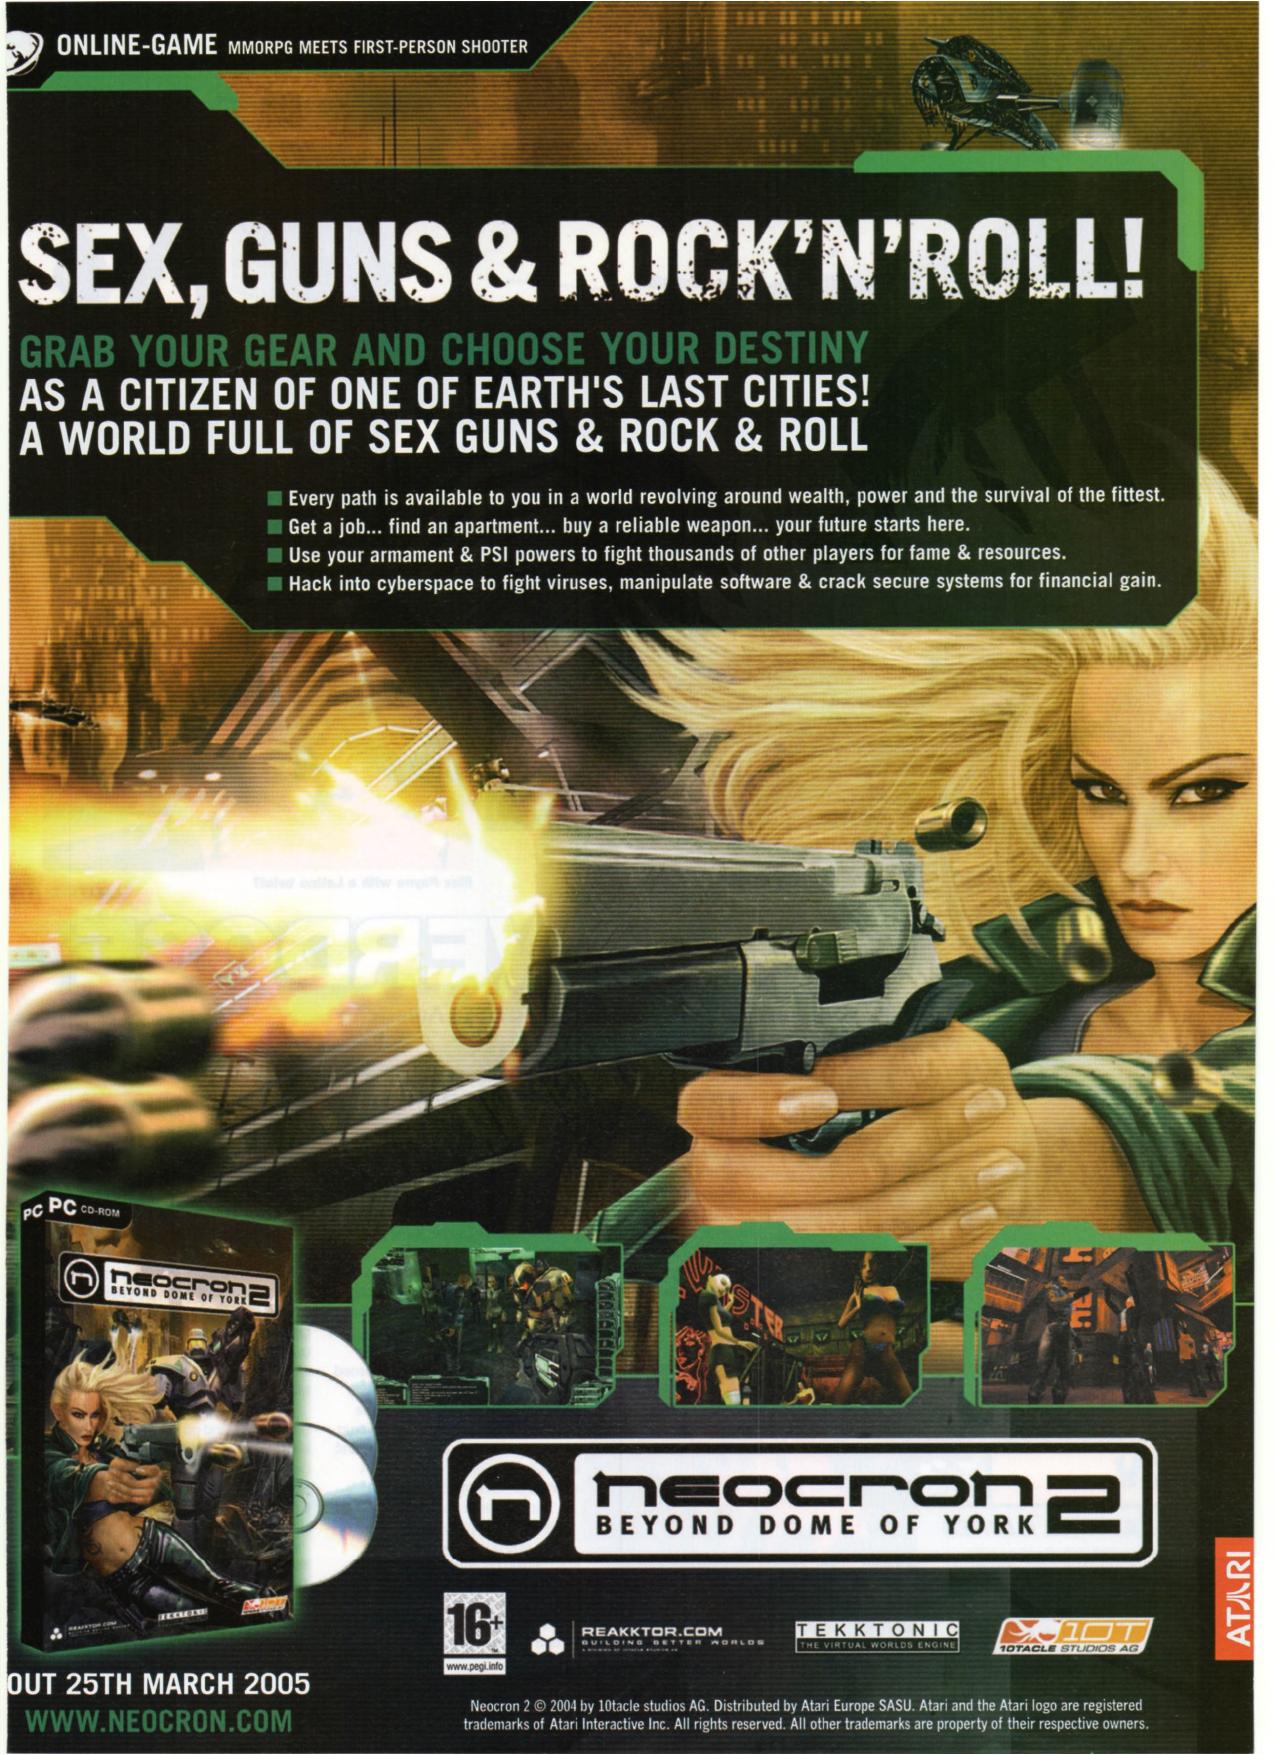 ONLINE-GAME MMORPG MEETS FIRST-PERSON SHOOTER
SEX, GUNS & ROCK'N'ROLL!
GRAB YOUR GEAR AND CHOOSE YOUR DESTINY
AS A CITIZEN OF ONE OF EARTH'S LAST CITIES!
A WORLD FULL OF SEX GUNS & ROCK & ROLL
Every path is available to you in a world revolving around wealth, power and the survival of the fittest.
Get a job... find an apartment... buy a reliable weapon... your future starts here.
Use your armament & PSI powers to fight thousands of other players for fame & resources.
Hack into cyberspace to fight viruses, manipulate software & crack secure systems for financial gain.
PC PC CD-ROM
n neocron 2
BEYOND DOME OF YORK
REAKKTOR.COM
TEKKTONIC
n neocron 2
BEYOND DOME OF YORK
ATARI
16+
www.pegi.info
REAKKTOR.COM
BUILDING BETTER WORLDS
TEKKTONIC
THE VIRTUAL WORLDS ENGINE
10T
10TACLE STUDIOS AG
OUT 25TH MARCH 2005
WWW.NEOCRON.COM
Neocron 2 © 2004 by 10tacle studios AG. Distributed by Atari Europe SASU. Atari and the Atari logo are registered
trademarks of Atari Interactive Inc. All rights reserved. All other trademarks are property of their respective owners.